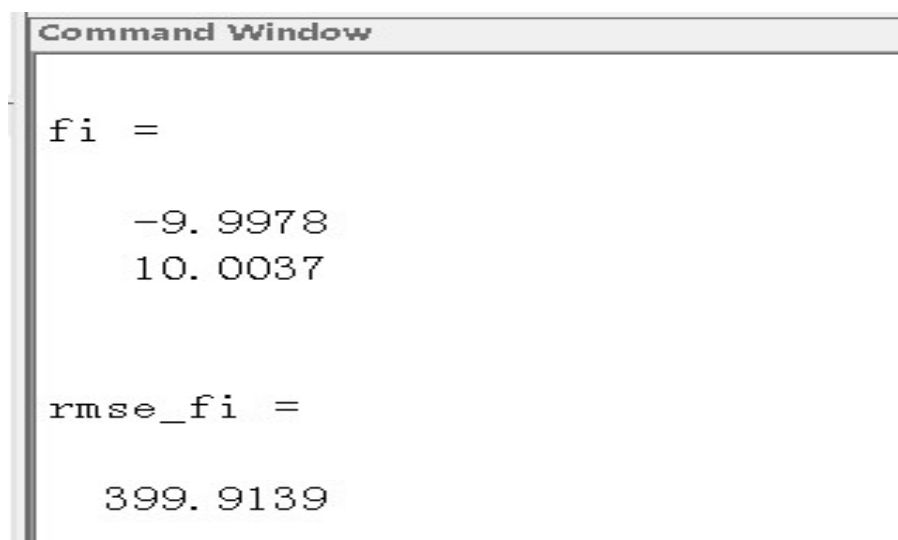 Command Window
fi =
-9.9978
10.0037
rmse_fi =
399.9139